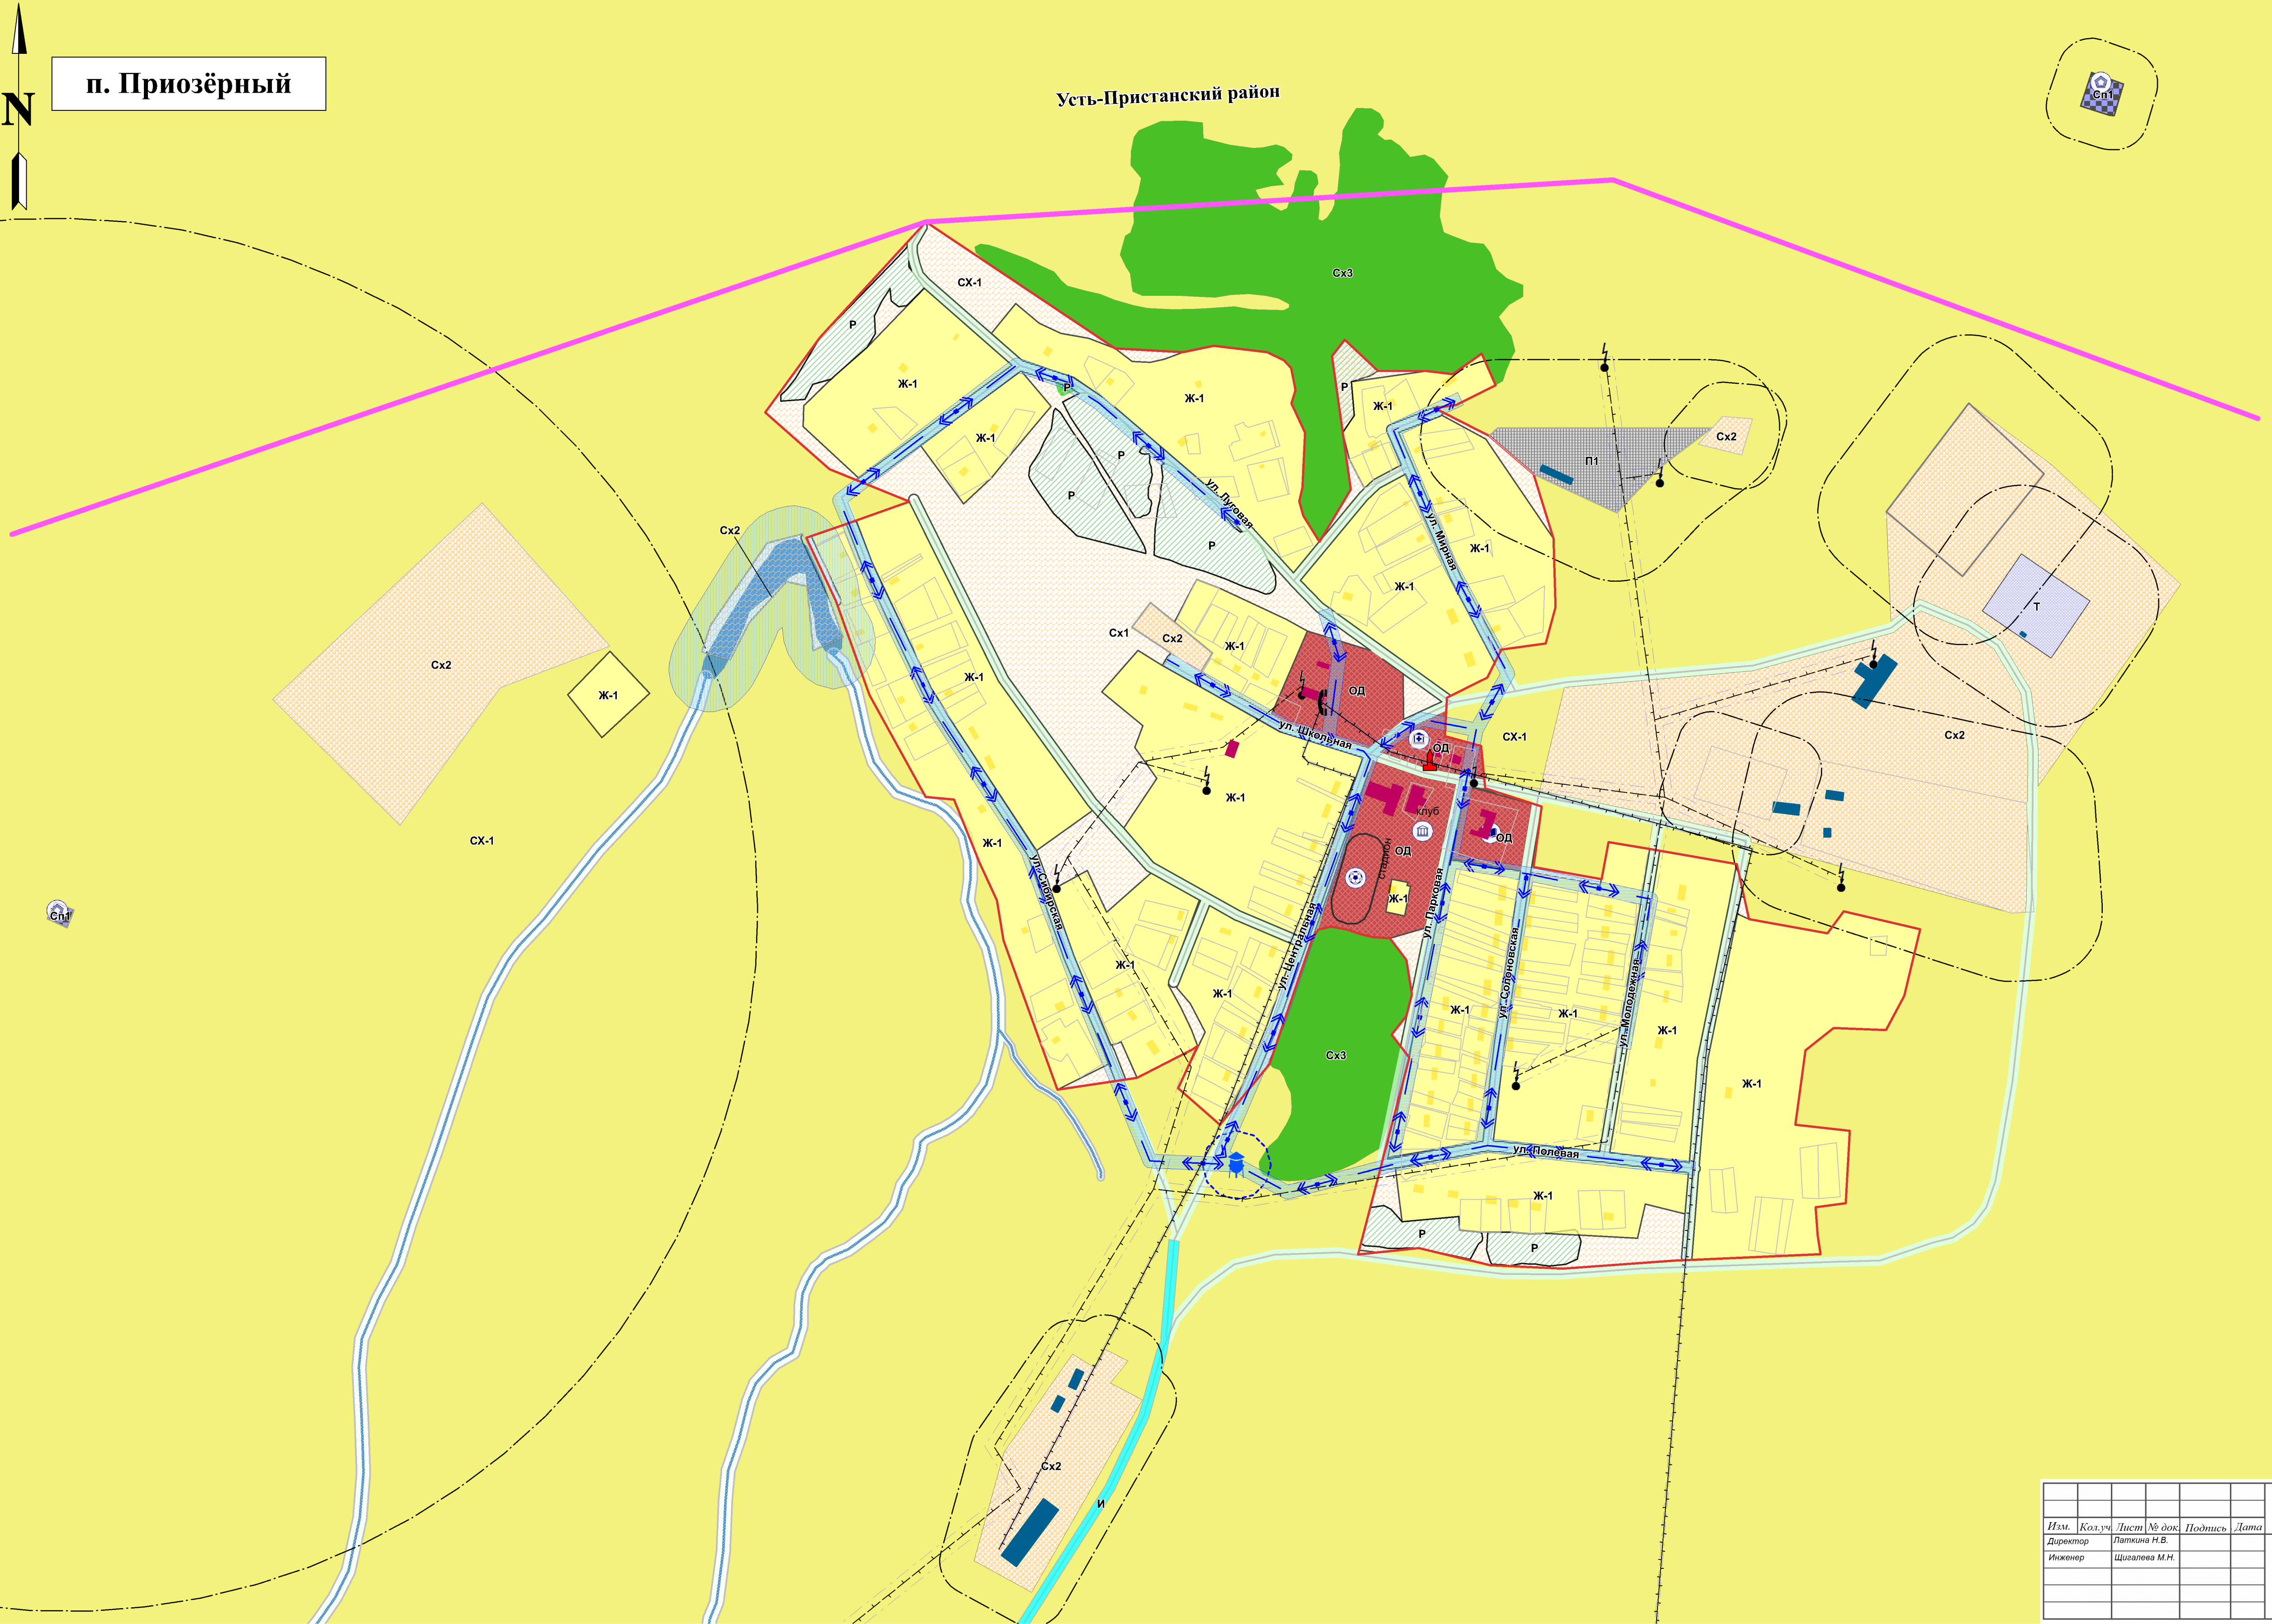 п. Приозёрный
N
Усть-Пристанский район
Сп1
Сх3
СХ-1
Р
Ж-1
Р
Ж-1
Р
Ж-1
Ж-1
Сх2
Р
П1
Р
ул. Луговая
Р
ул. Мирная
Ж-1
Сх2
Ж-1
Т
Сх1
Сх2
Ж-1
Сх2
Ж-1
Ж-1
ОД
ул. Школьная
СХ-1
Сх2
ОД
Ж-1
клуб
СХ-1
Ж-1
ОД
ОД
стадион
ул. Сибирская
Ж-1
ул. Парковая
Сп1
ул. Центральная
Ж-1
Ж-1
ул. Солоновская
ул. Молодежная
Ж-1
Ж-1
Ж-1
Сх3
Ж-1
ул. Полевая
Ж-1
Р
Р
Сх2
И
Изм. Кол.уч Лист № док. Подпись Дата
Директор Латкина Н.В.
Инженер Щигалева М.Н.